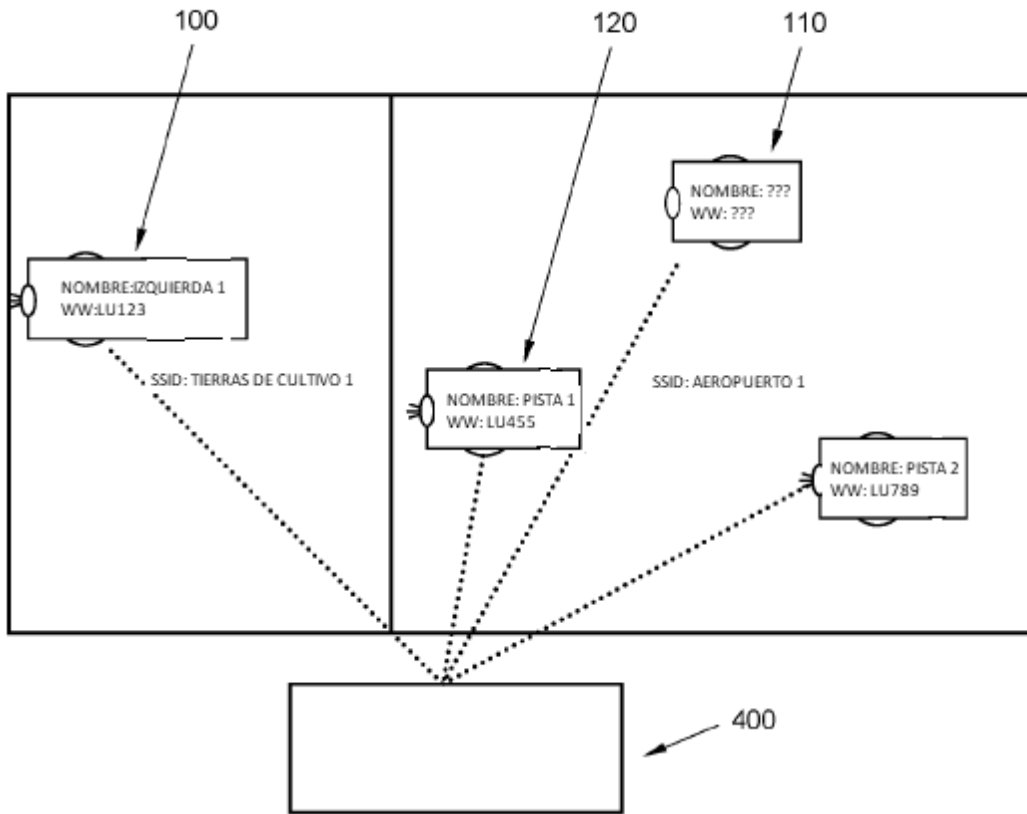 100
120
110
NOMBRE: ???
WW: ???
NOMBRE:IZQUIERDA 1
WW:LU123
SSID: TIERRAS DE CULTIVO 1
SSID: AEROPUERTO 1
NOMBRE: PISTA 1
WW: LU455
NOMBRE: PISTA 2
WW: LU789
400